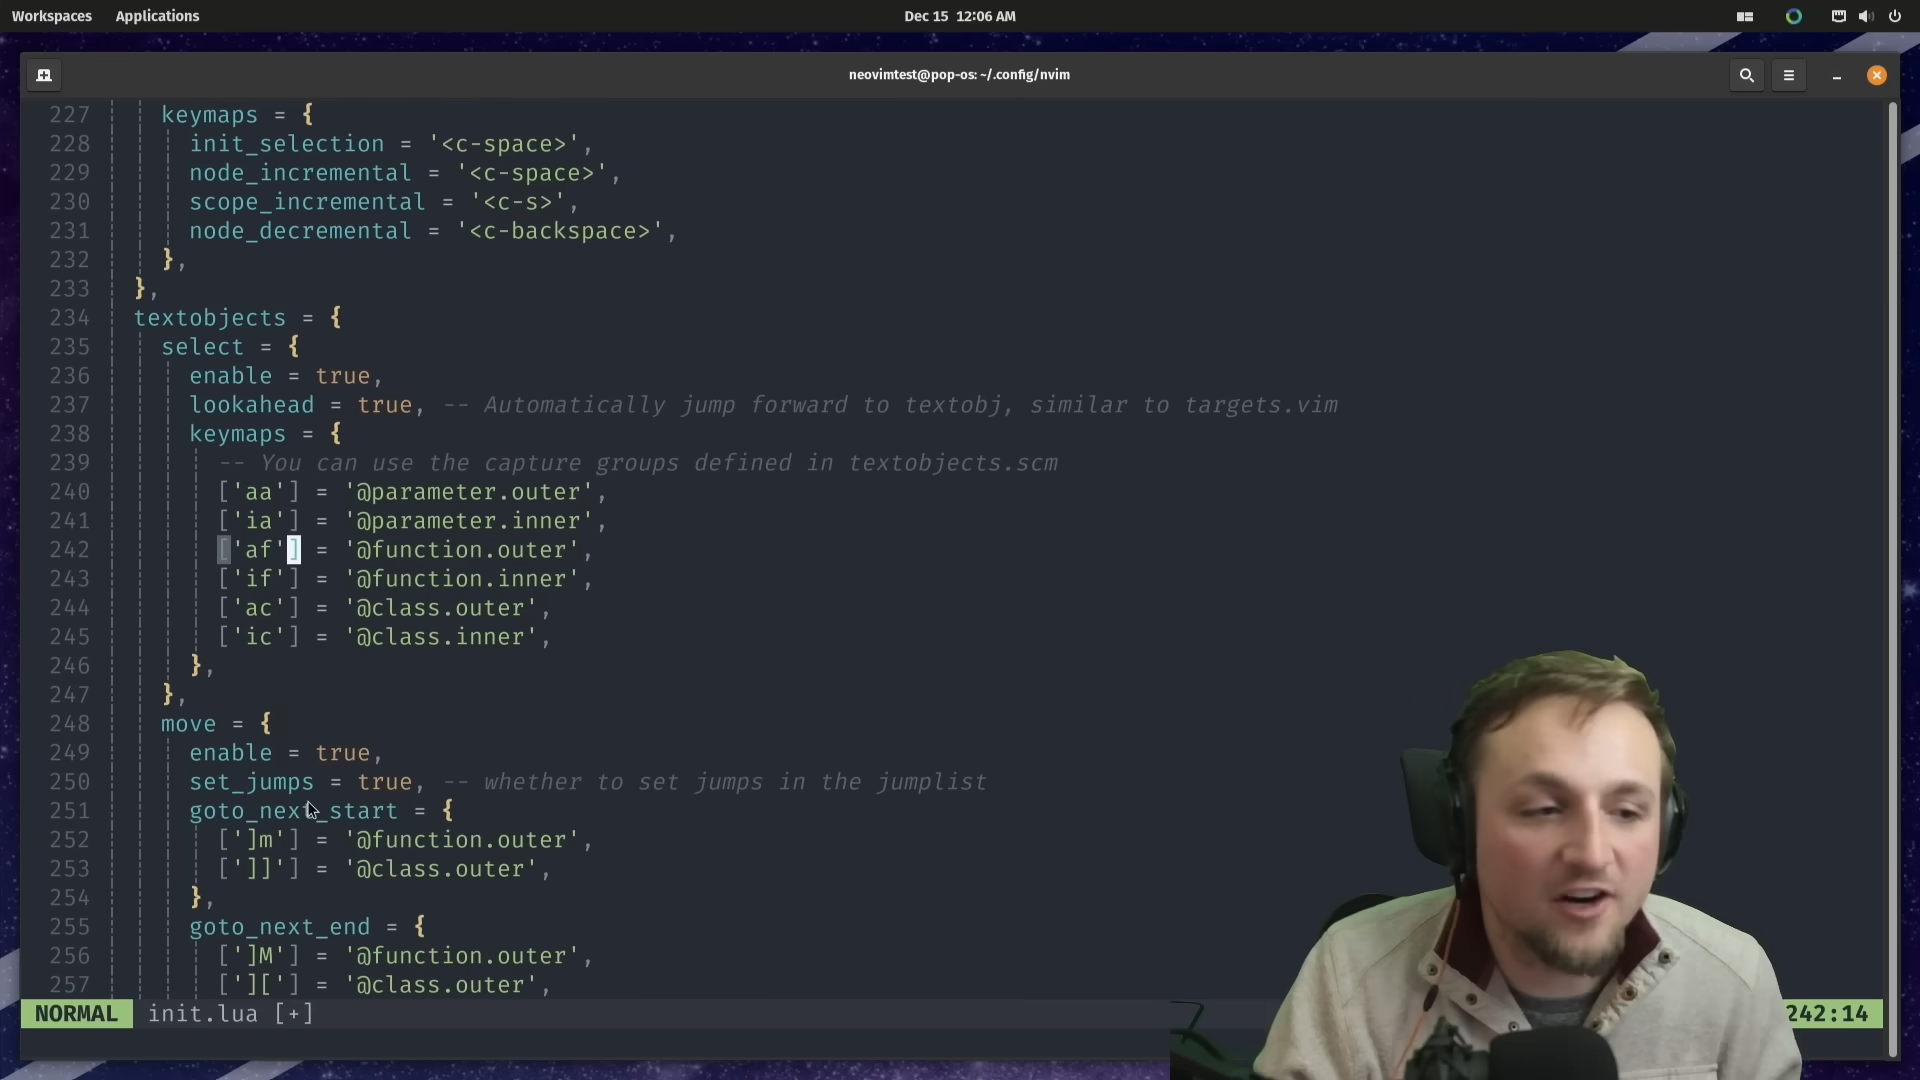 Workspaces Applications Dec 15 12:06 AM
neovimtest@pop-os: ~/.config/nvim
227 keymaps = {
228 init_selection = '<c-space>',
229 node_incremental = '<c-space>',
230 scope_incremental = '<c-s>',
231 node_decremental = '<c-backspace>',
232 },
233 },
234 textobjects = {
235 select = {
236 enable = true,
237 lookahead = true, -- Automatically jump forward to textobj, similar to targets.vim
238 keymaps = {
239 -- You can use the capture groups defined in textobjects.scm
240 ['aa'] = '@parameter.outer',
241 ['ia'] = '@parameter.inner',
242 ['af'] = '@function.outer',
243 ['if'] = '@function.inner',
244 ['ac'] = '@class.outer',
245 ['ic'] = '@class.inner',
246 },
247 },
248 move = {
249 enable = true,
250 set_jumps = true, -- whether to set jumps in the jumplist
251 goto_next_start = {
252 [']m'] = '@function.outer',
253 [']]'] = '@class.outer',
254 },
255 goto_next_end = {
256 [']M'] = '@function.outer',
257 [']['] = '@class.outer',
NORMAL init.lua [+] 242:14